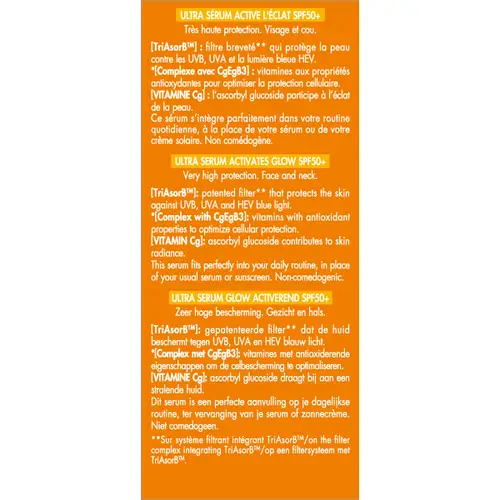 ULTRA SÉRUM ACTIVE L'ÉCLAT SPF50+
Très haute protection. Visage et cou.
[TriAsorB™] : filtre breveté** qui protège la peau
contre les UVB, UVA et la lumière bleue HEV.
*[Complexe avec CgEgB3] : vitamines aux propriétés
antioxydantes pour optimiser la protection cellulaire.
[VITAMINE Cg] : l'ascorbyl glucoside participe à l'éclat
de la peau.
Ce sérum s'intègre parfaitement dans votre routine
quotidienne, à la place de votre sérum ou de votre
crème solaire. Non comédogène.
ULTRA SERUM ACTIVATES GLOW SPF50+
Very high protection. Face and neck.
[TriAsorB™]: patented filter** that protects the skin
against UVB, UVA and HEV blue light.
*[Complex with CgEgB3]: vitamins with antioxidant
properties to optimize cellular protection.
[VITAMIN Cg]: ascorbyl glucoside contributes to skin
radiance.
This serum fits perfectly into your daily routine, in place
of your usual serum or sunscreen. Non-comedogenic.
ULTRA SERUM GLOW ACTIVEREND SPF50+
Zeer hoge bescherming. Gezicht en hals.
[TriAsorB™]: gepatenteerde filter** dat de huid
beschermt tegen UVB, UVA en HEV blauw licht.
*[Complex met CgEgB3]: vitamines met antioxiderende
eigenschappen om de celbescherming te optimaliseren.
[VITAMINE Cg]: ascorbyl glucoside draagt bij aan een
stralende huid.
Dit serum is een perfecte aanvulling op je dagelijkse
routine, ter vervanging van je serum of zonnecrème.
Niet comedogeen.
**Sur système filtrant intégrant TriAsorB™/on the filter
complex integrating TriAsorB™/op een filtersysteem met
TriAsorB™.